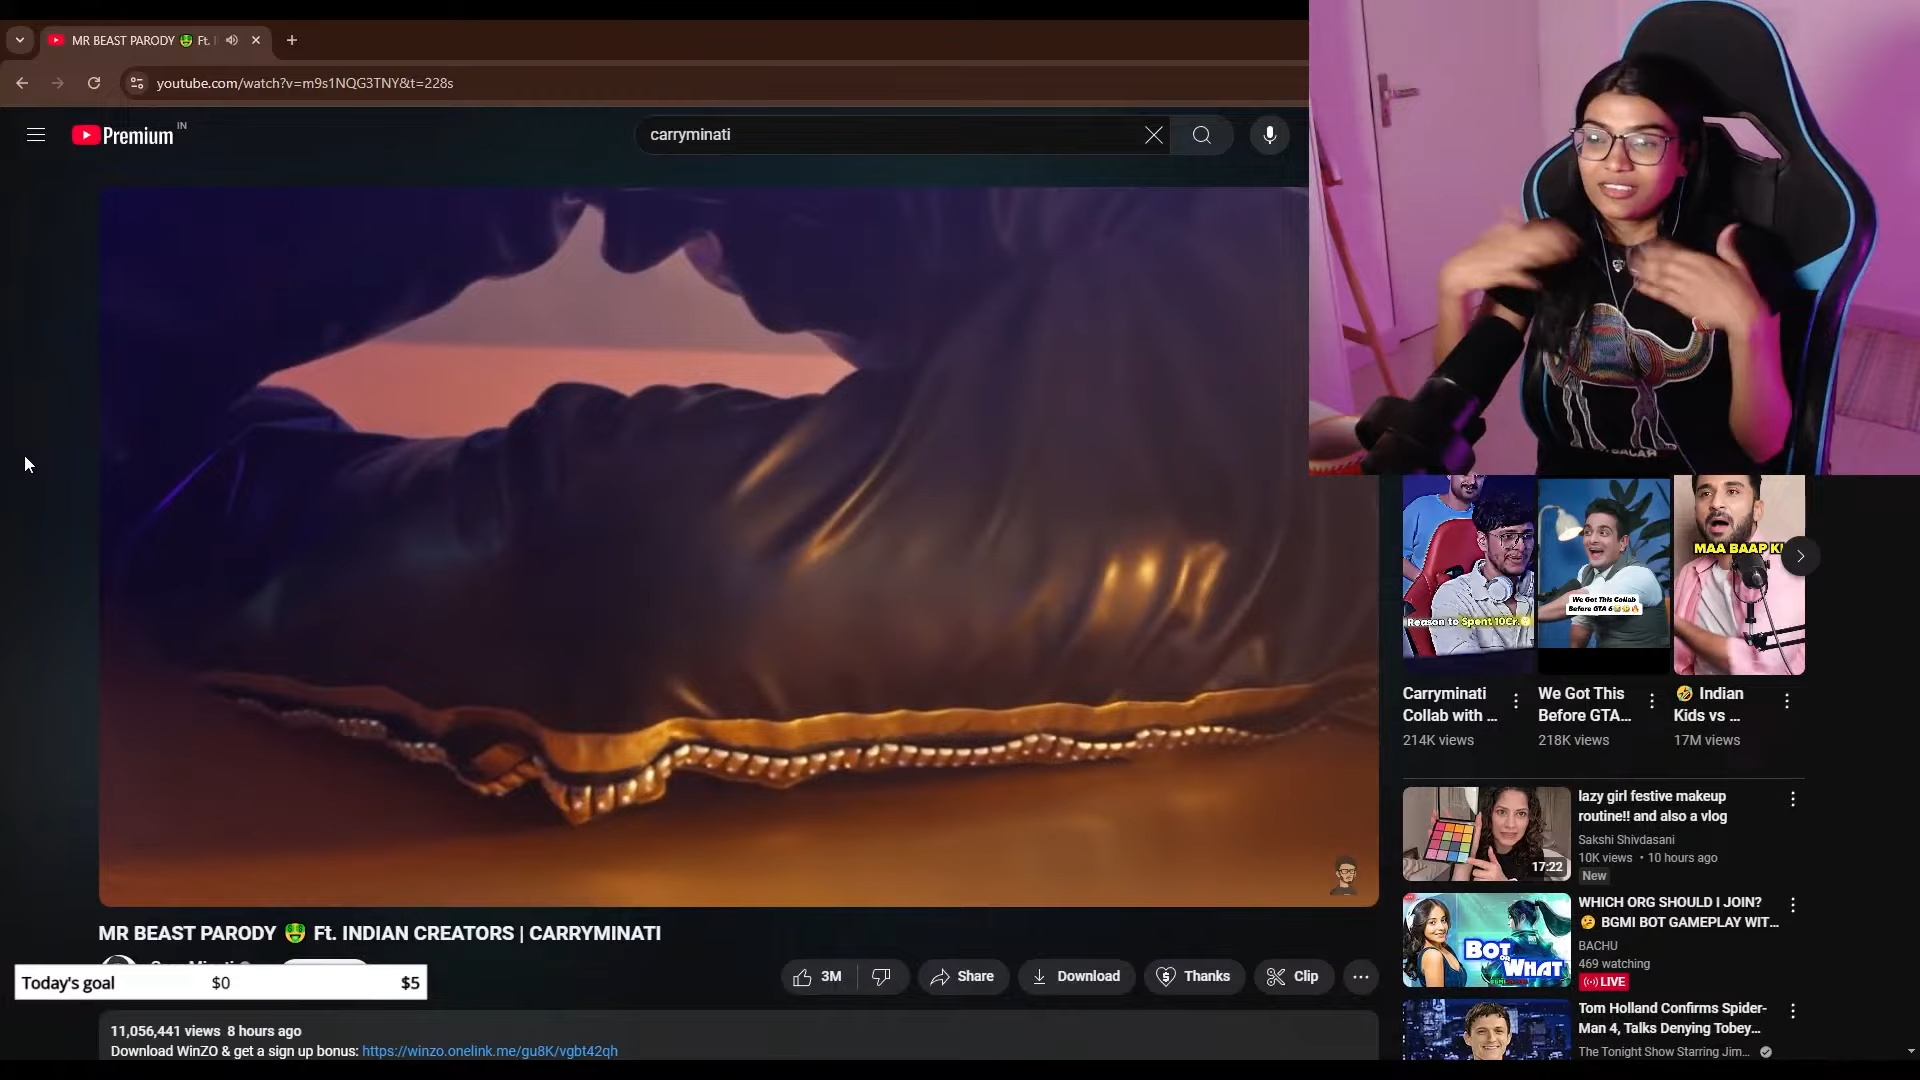 MR BEAST PARODY 🤑 Ft.
youtube.com/watch?v=m9s1NQG3TNY&t=228s
Premium IN
carryminati
MR BEAST PARODY 🤑 Ft. INDIAN CREATORS | CARRYMINATI
Today's goal $0 $5
3M
Share
Download
Thanks
Clip
11,056,441 views 8 hours ago
Download WinZO & get a sign up bonus: https://winzo.onelink.me/gu8K/vgbt42qh
Reason to Spent 10Cr.
We Got This Collab
Before GTA 6
MAA BAAP KI
Carryminati
Collab with ...
214K views
We Got This
Before GTA...
218K views
🤣 Indian
Kids vs ...
17M views
17:22
lazy girl festive makeup
routine!! and also a vlog
Sakshi Shivdasani
10K views • 10 hours ago
New
BOT
OR
WHAT
WHICH ORG SHOULD I JOIN?
🤔 BGMI BOT GAMEPLAY WIT...
BACHU
469 watching
LIVE
Tom Holland Confirms Spider-
Man 4, Talks Denying Tobey...
The Tonight Show Starring Jim...